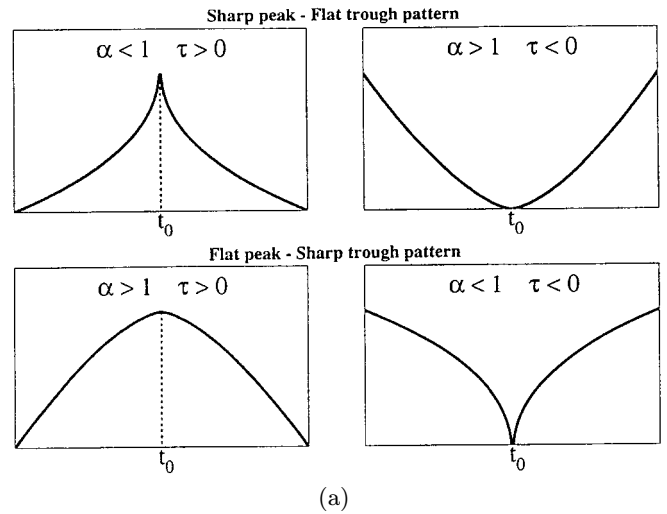 Sharp peak - Flat trough pattern
α < 1 τ > 0
α > 1 τ < 0
t₀
t₀
Flat peak - Sharp trough pattern
α > 1 τ > 0
α < 1 τ < 0
t₀
t₀
(a)